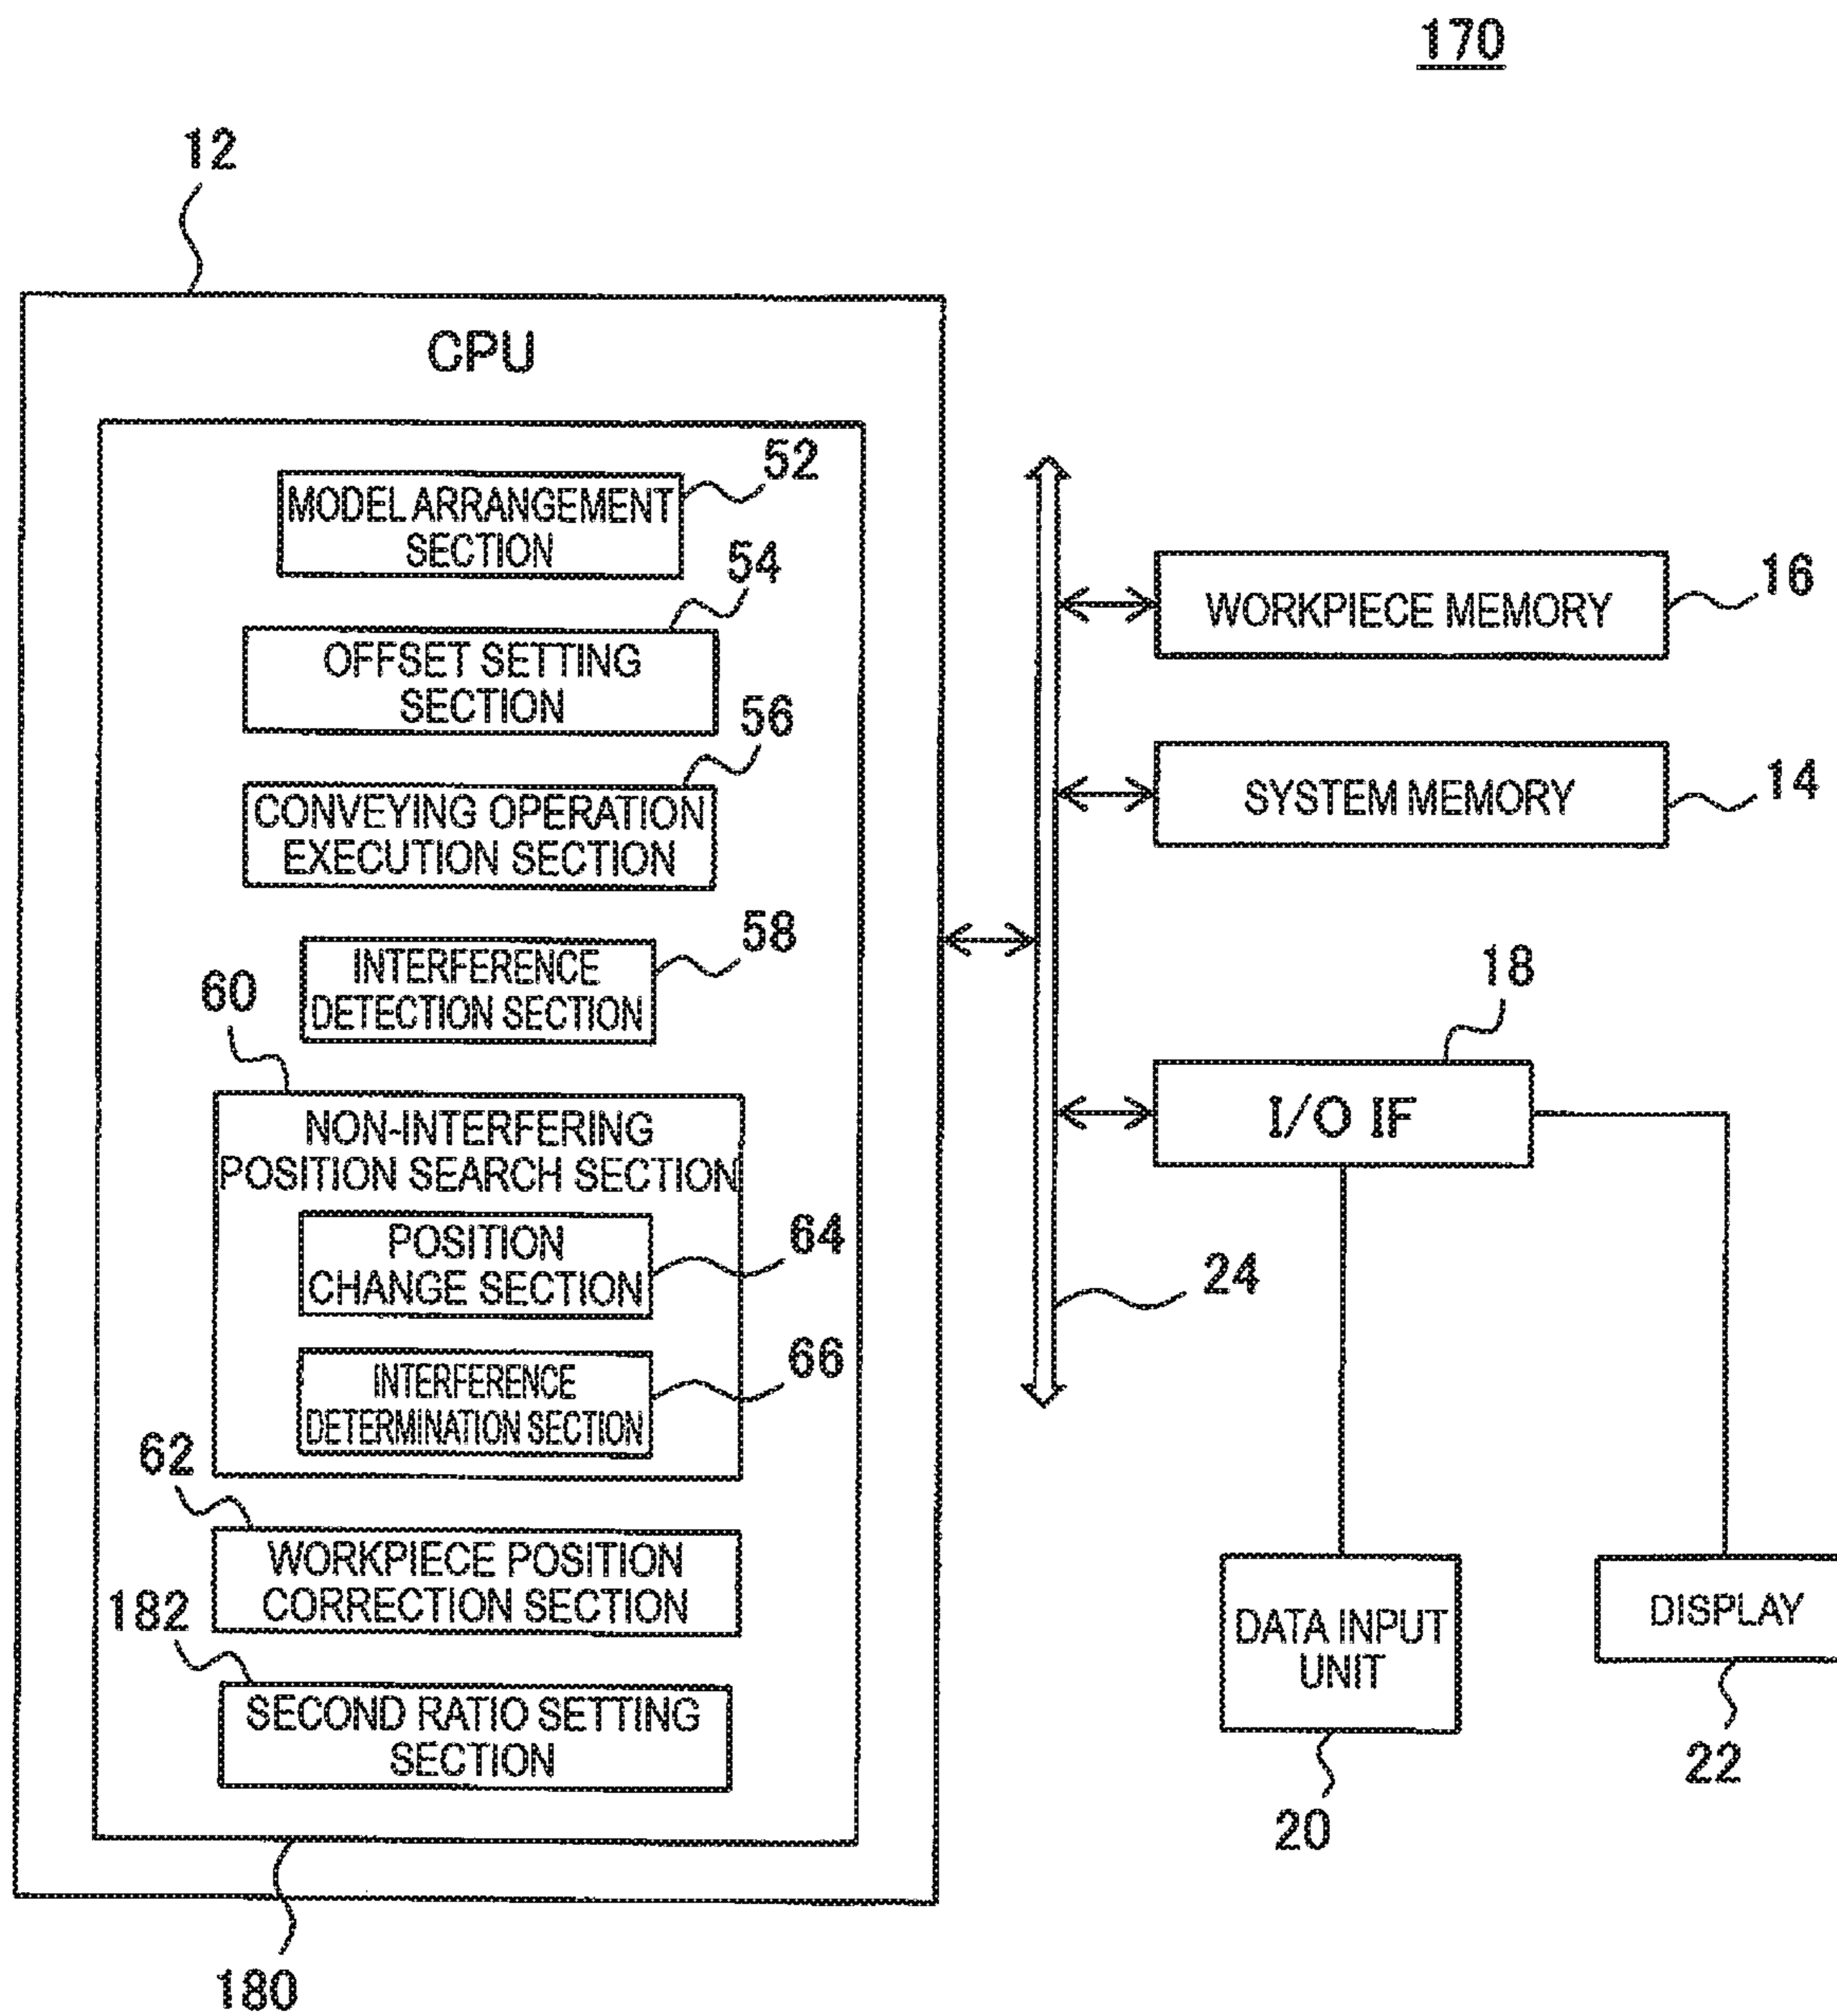 170
12
CPU
52
MODEL ARRANGEMENT
SECTION
54
OFFSET SETTING
SECTION
56
CONVEYING OPERATION
EXECUTION SECTION
58
INTERFERENCE
DETECTION SECTION
60
NON-INTERFERING
POSITION SEARCH SECTION
POSITION
CHANGE SECTION
64
INTERFERENCE
DETERMINATION SECTION
66
62
WORKPIECE POSITION
CORRECTION SECTION
182
SECOND RATIO SETTING
SECTION
180
WORKPIECE MEMORY
16
SYSTEM MEMORY
14
18
I/O IF
24
DATA INPUT
UNIT
20
DISPLAY
22